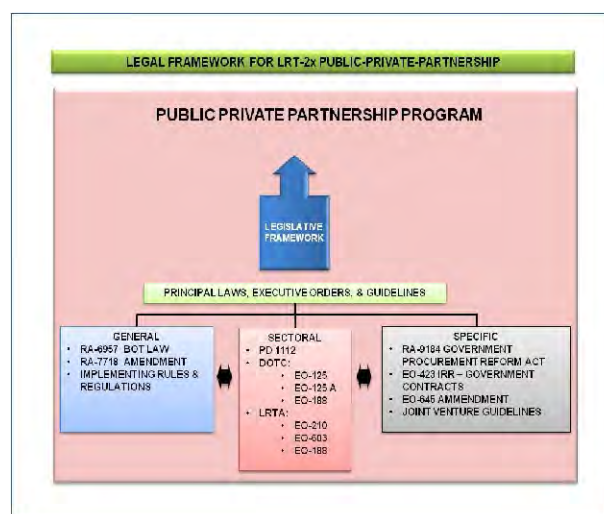 LEGAL FRAMEWORK FOR LRT-2x PUBLIC-PRIVATE-PARTNERSHIP
PUBLIC PRIVATE PARTNERSHIP PROGRAM
LEGISLATIVE
FRAMEWORK
PRINCIPAL LAWS, EXECUTIVE ORDERS, & GUIDELINES
GENERAL
• RA-6957 BOT LAW
• RA-7718 AMENDMENT
• IMPLEMENTING RULES &
REGULATIONS
SECTORAL
• PD 1112
• DOTC:
• EO-125
• EO-125 A
• EO-188
• LRTA:
• EO-210
• EO-603
• EO-188
SPECIFIC
• RA-9184 GOVERNMENT
PROCUREMENT REFORM ACT
• EO-423 IRR – GOVERNMENT
CONTRACTS
• EO-645 AMMENDMENT
• JOINT VENTURE GUIDELINES